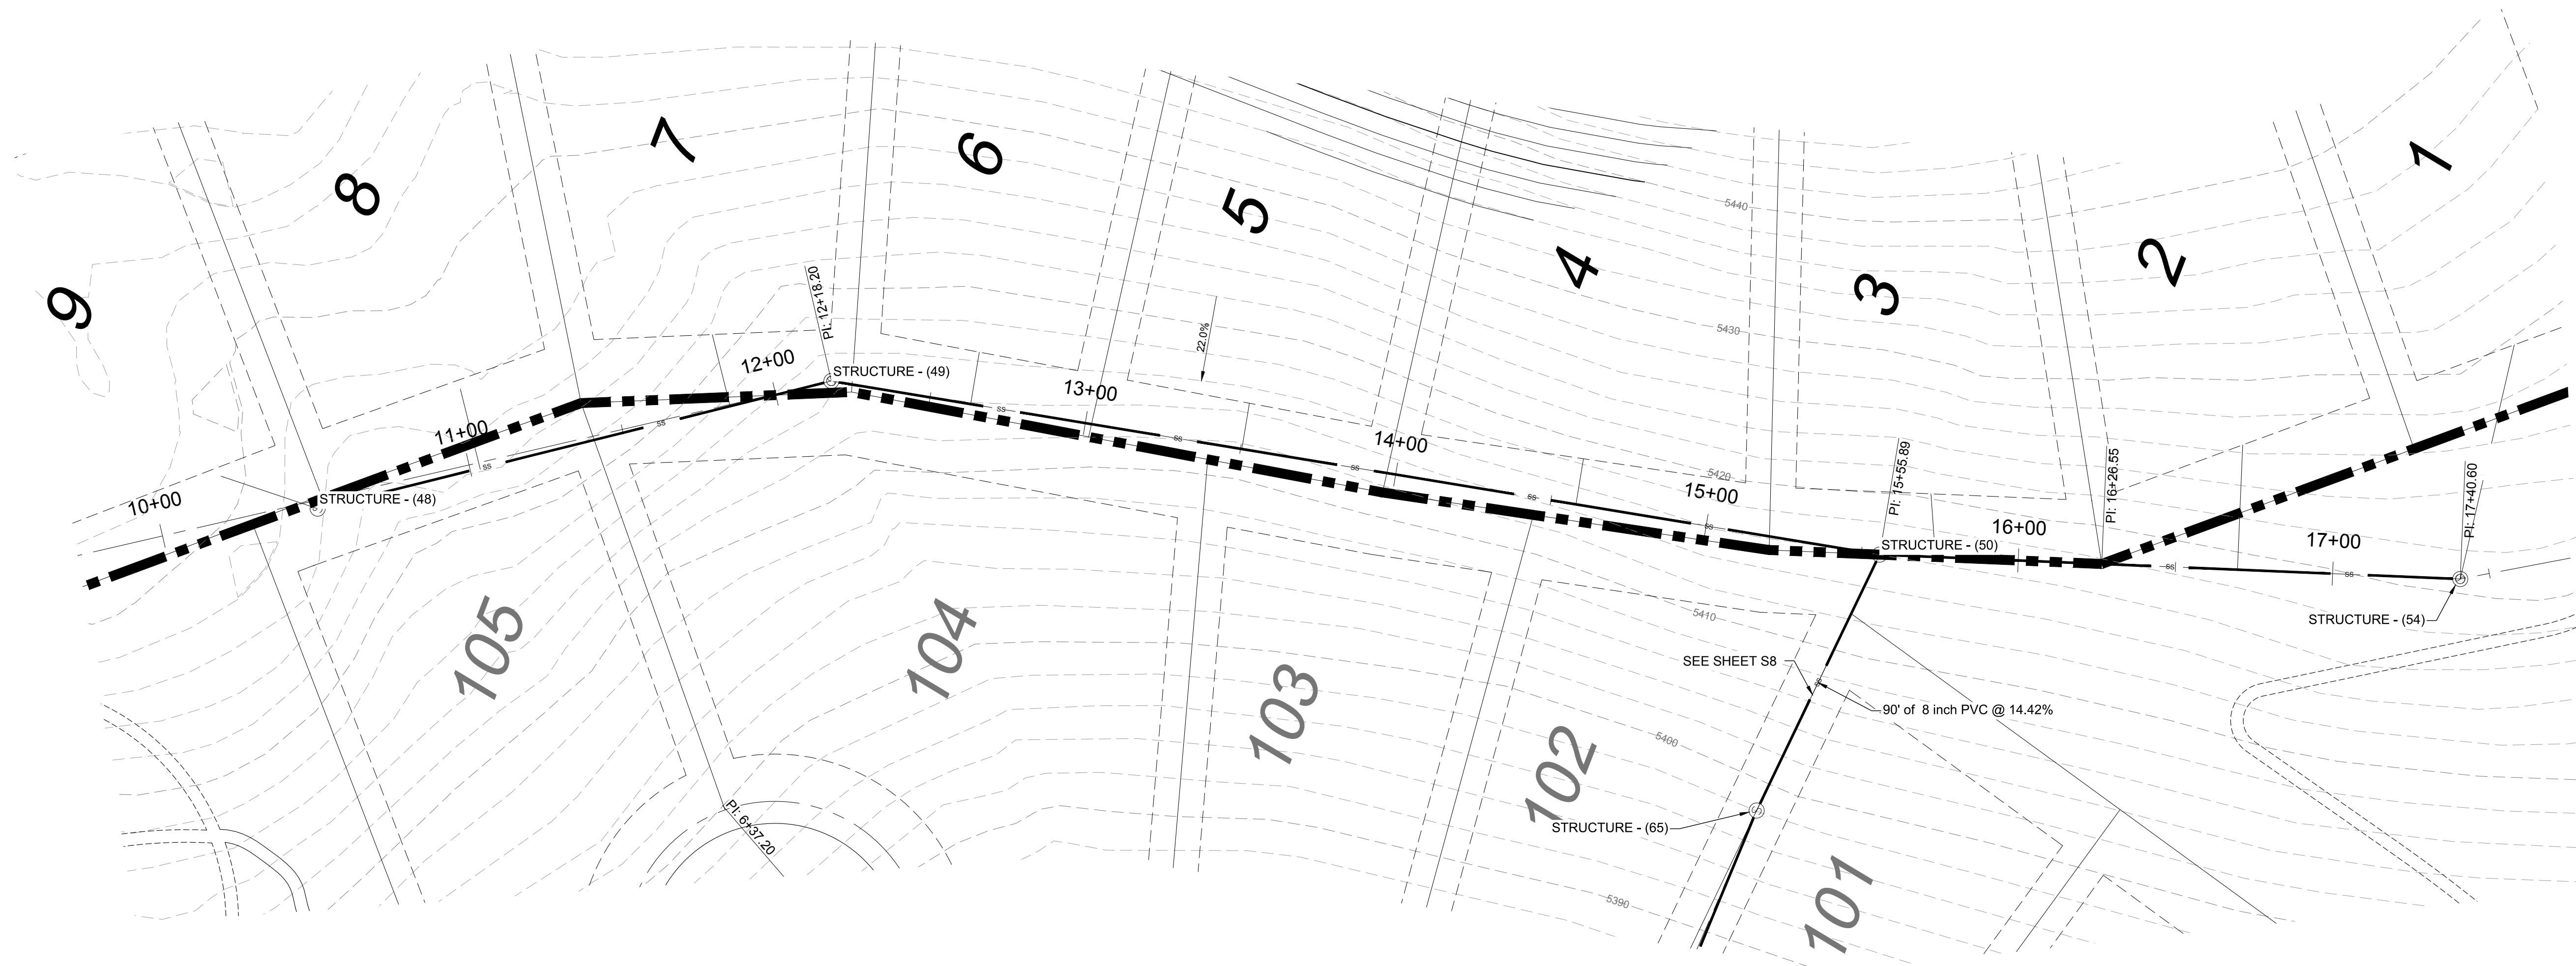 1
7
6
8
5
5440
2
4
PI: 12+18.20
3
9
22.0%
5430
12+00
STRUCTURE - (49)
13+00
11+00
SS
14+00
PI: 15+55.89
PI: 16+26.55
PI: 17+40.60
SS
SS
SS
SS
5420
15+00
SS
10+00
STRUCTURE - (48)
SS
SS
16+00
STRUCTURE - (50)
17+00
SS
SS
5410
STRUCTURE - (54)
105
104
SEE SHEET S8
SS
103
90' of  8 inch PVC @ 14.42%
5400
102
PI: 6+37.20
S
STRUCTURE - (65)
5390
101